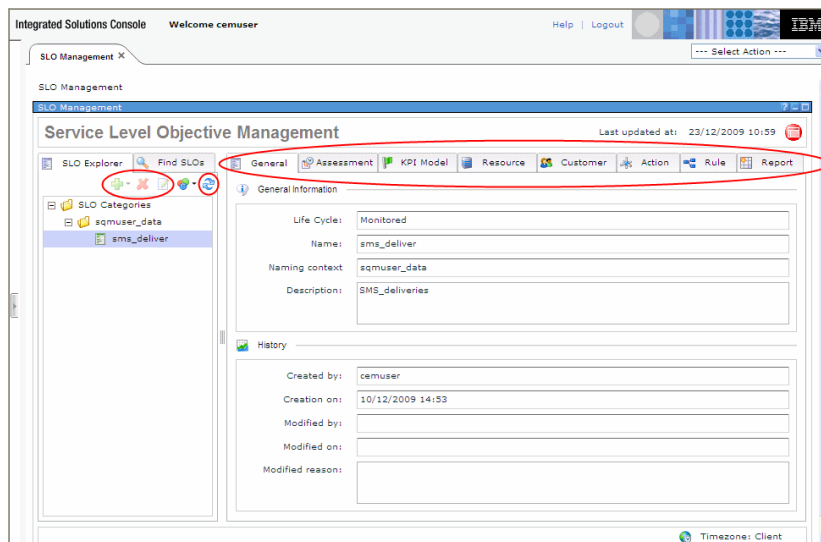 Integrated Solutions Console Welcome cemuser Help | Logout IBM
SLO Management X --- Select Action ---
SLO Management
SLO Management
Service Level Objective Management Last updated at: 23/12/2009 10:59
SLO Explorer Find SLOs General Assessment KPI Model Resource Customer Action Rule Report
General Information
SLO Categories
sqmuser_data
sms_deliver
Life Cycle: Monitored
Name: sms_deliver
Naming context sqmuser_data
Description: SMS_deliveries
History
Created by: cemuser
Creation on: 10/12/2009 14:53
Modified by:
Modified on:
Modified reason:
Timezone: Client